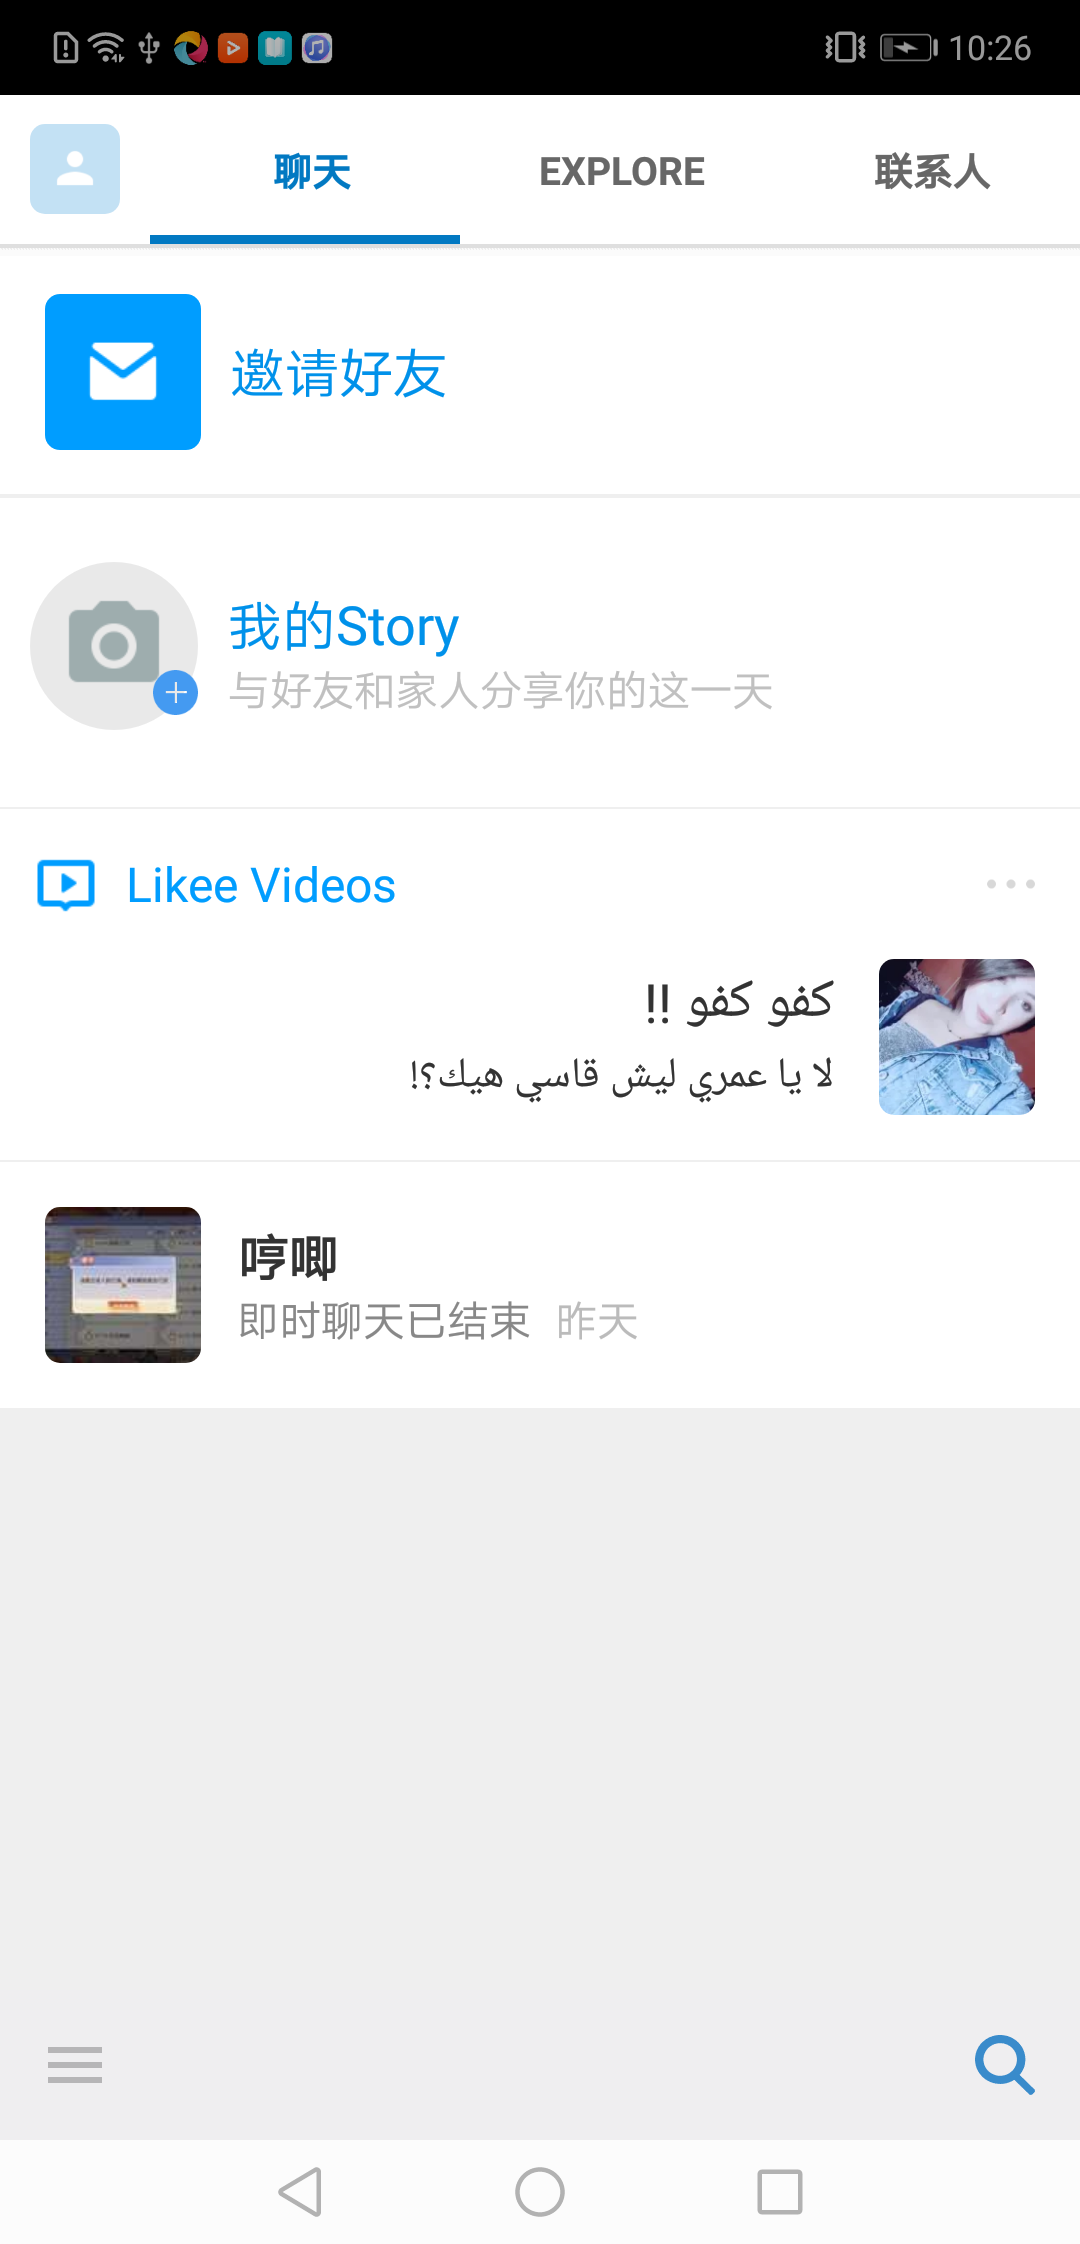 10:26
聊天
EXPLORE
联系人
邀请好友
我的Story
与好友和家人分享你的这一天
Likee Videos
كفو كفو !!
لا يا عمري ليش قاسي هيك؟!
哼唧
即时聊天已结束 昨天